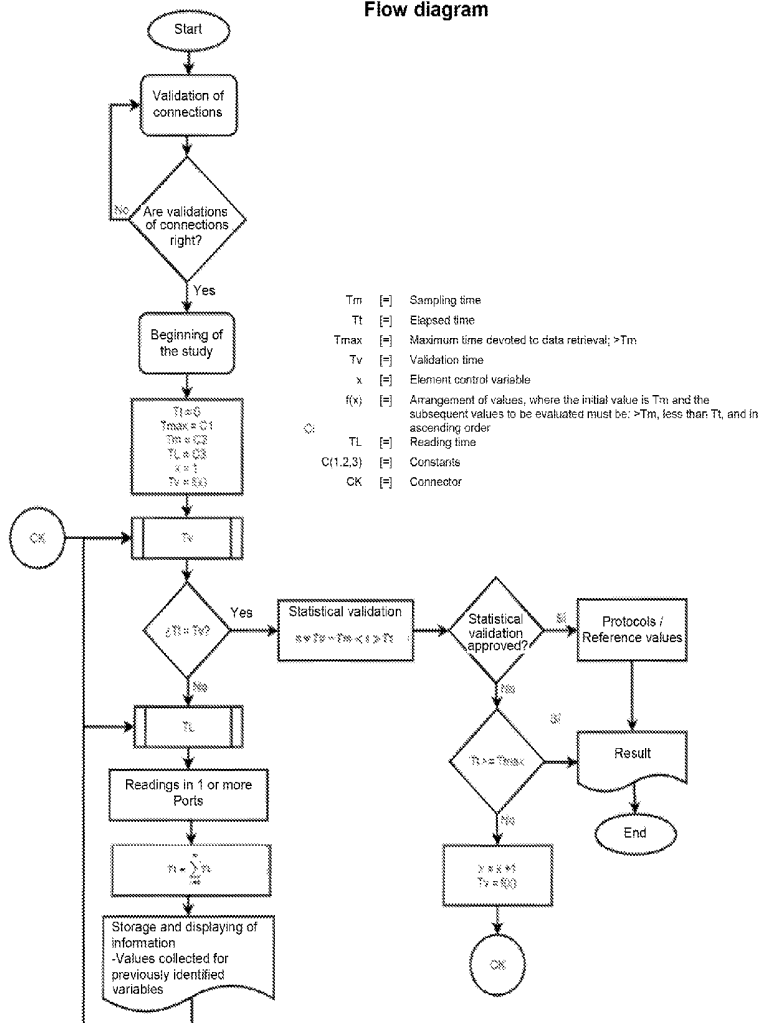 Flow diagram
Start
Validation of
connections
No
Are validations
of connections
right?
Yes
Beginning of
the study
Tm [=] Sampling time
Tt [=] Elapsed time
Tmax [=] Maximum time devoted to data retrieval; >Tm
Tv [=] Validation time
x [=] Element control variable
f(x) [=] Arrangement of values, where the initial value is Tm and the
subsequent values to be evaluated must be: >Tm, less than Tt, and in
ascending order
TL [=] Reading time
C(1,2,3) [=] Constants
CK [=] Connector
Tt = 0
Tmax = C1
Tm = C2
TL = C3
x = 1
Tv = f(x)
CK
Tv
¿Tt = Tv?
Yes
No
Statistical validation
Statistical
validation
approved?
Sí
No
Protocols /
Reference values
TL
Tt >= Tmax
Sí
No
Result
End
Readings in 1 or more
Ports
Tv = f(x)
CK
Storage and displaying of
information
-Values collected for
previously identified
variables